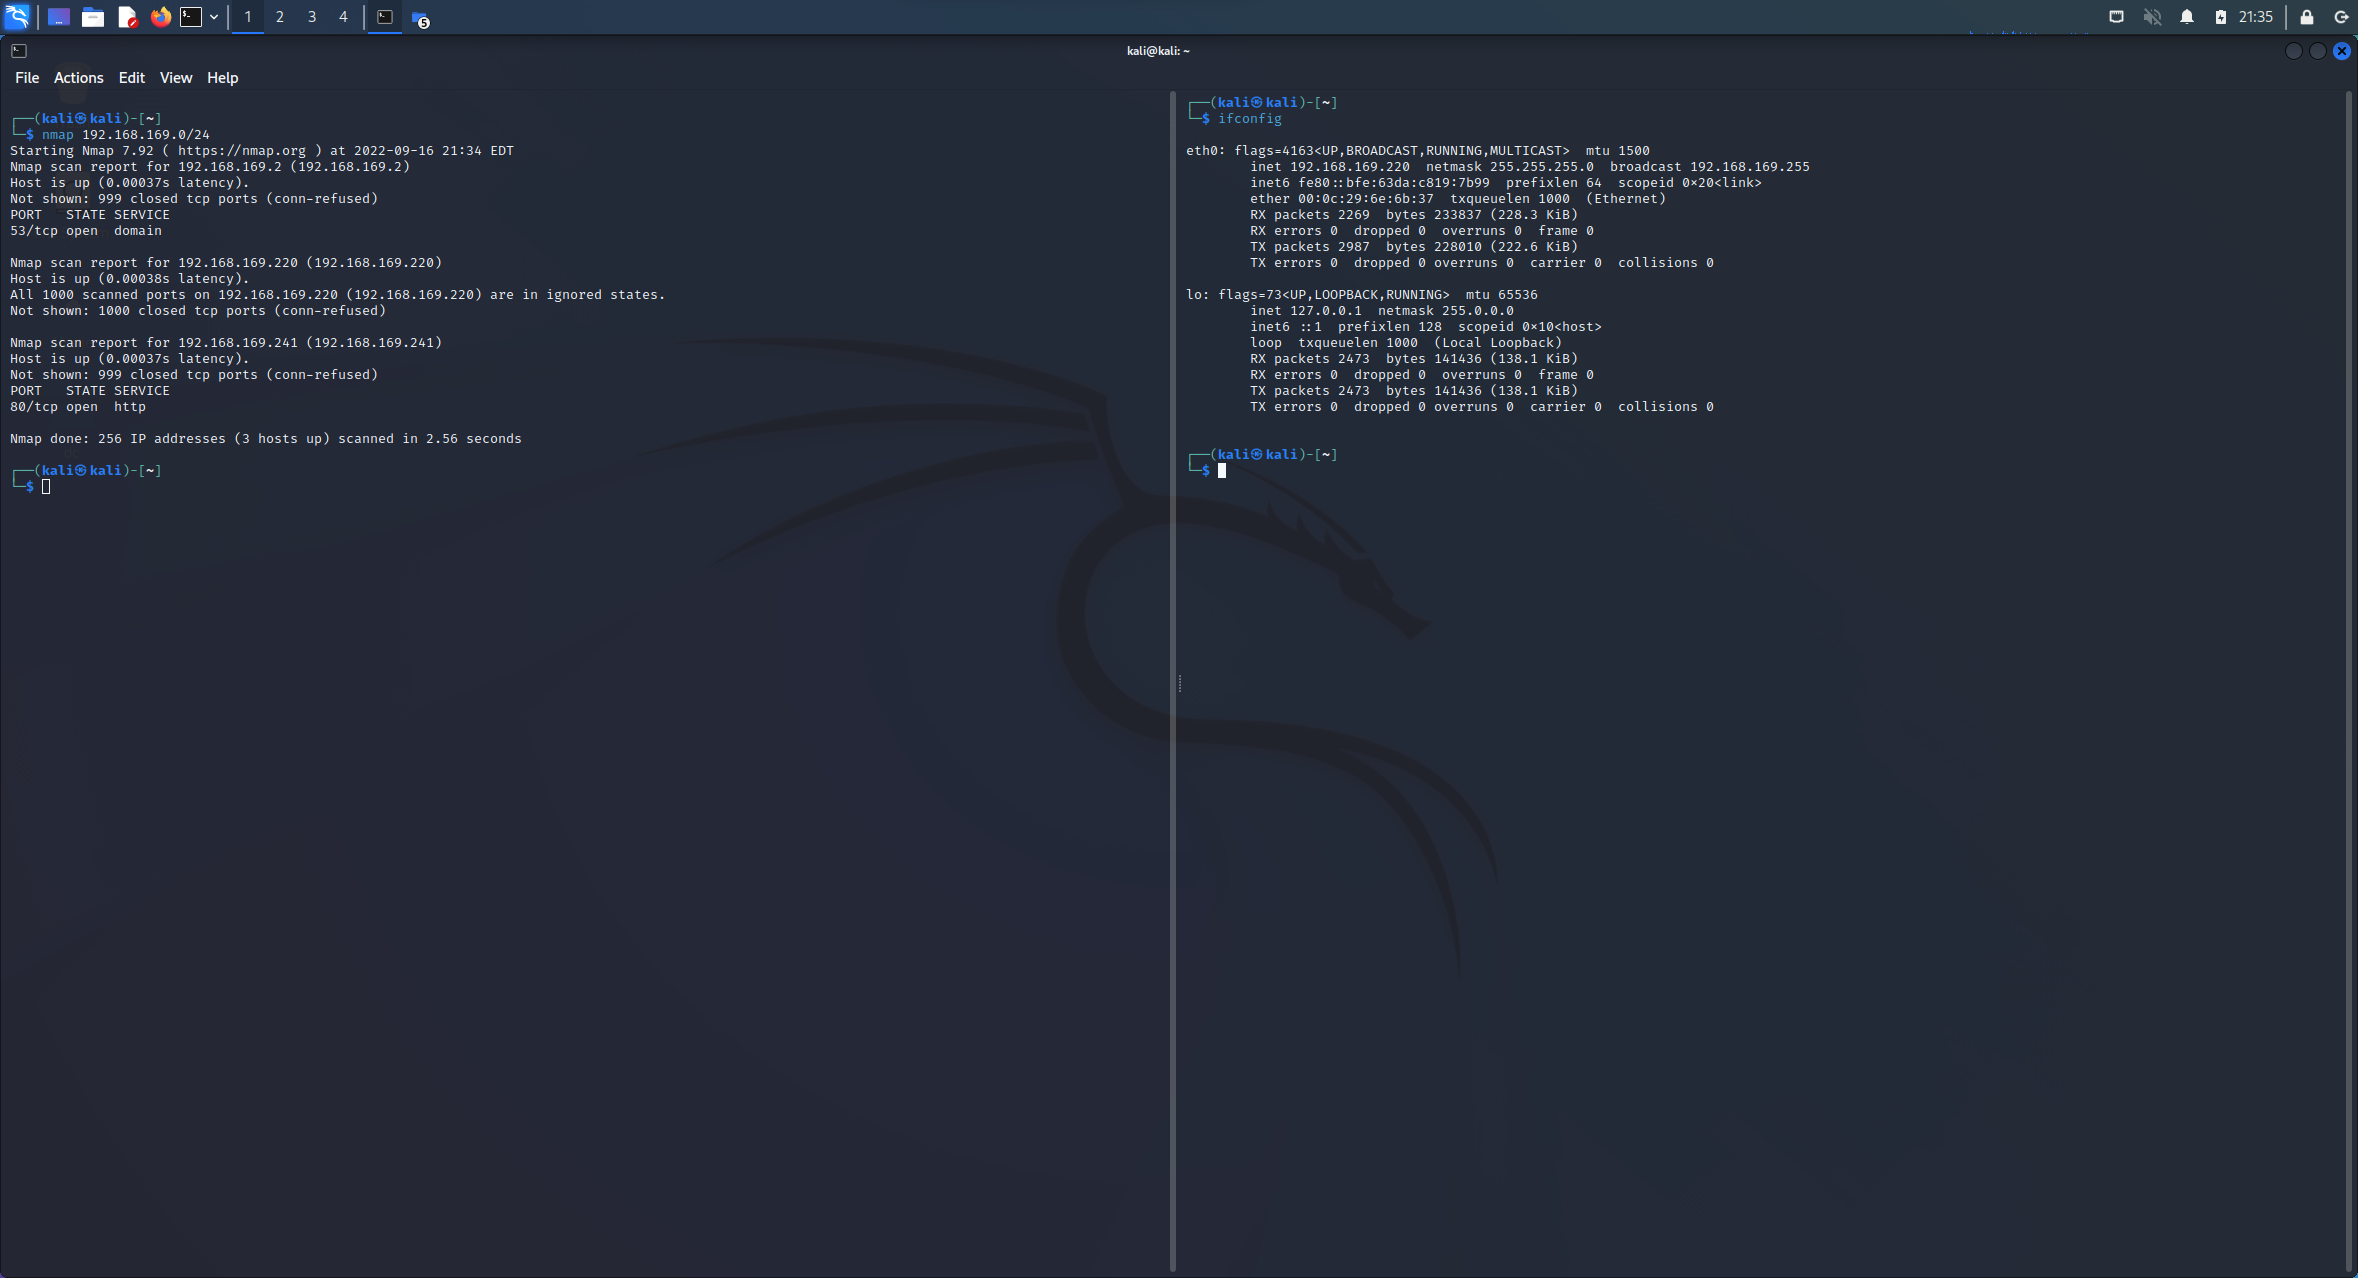 1 2 3 4 5 21:35
kali@kali: ~
File Actions Edit View Help
┌──(kali㉿kali)-[~]
└─$ nmap 192.168.169.0/24
Starting Nmap 7.92 ( https://nmap.org ) at 2022-09-16 21:34 EDT
Nmap scan report for 192.168.169.2 (192.168.169.2)
Host is up (0.00037s latency).
Not shown: 999 closed tcp ports (conn-refused)
PORT   STATE SERVICE
53/tcp open  domain
Nmap scan report for 192.168.169.220 (192.168.169.220)
Host is up (0.00038s latency).
All 1000 scanned ports on 192.168.169.220 (192.168.169.220) are in ignored states.
Not shown: 1000 closed tcp ports (conn-refused)
Nmap scan report for 192.168.169.241 (192.168.169.241)
Host is up (0.00037s latency).
Not shown: 999 closed tcp ports (conn-refused)
PORT   STATE SERVICE
80/tcp open  http
Nmap done: 256 IP addresses (3 hosts up) scanned in 2.56 seconds
┌──(kali㉿kali)-[~]
└─$
┌──(kali㉿kali)-[~]
└─$ ifconfig
eth0: flags=4163<UP,BROADCAST,RUNNING,MULTICAST>  mtu 1500
inet 192.168.169.220  netmask 255.255.255.0  broadcast 192.168.169.255
inet6 fe80::bfe:63da:c819:7b99  prefixlen 64  scopeid 0×20<link>
ether 00:0c:29:6e:6b:37  txqueuelen 1000  (Ethernet)
RX packets 2269  bytes 233837 (228.3 KiB)
RX errors 0  dropped 0  overruns 0  frame 0
TX packets 2987  bytes 228010 (222.6 KiB)
TX errors 0  dropped 0 overruns 0  carrier 0  collisions 0
lo: flags=73<UP,LOOPBACK,RUNNING>  mtu 65536
inet 127.0.0.1  netmask 255.0.0.0
inet6 ::1  prefixlen 128  scopeid 0×10<host>
loop  txqueuelen 1000  (Local Loopback)
RX packets 2473  bytes 141436 (138.1 KiB)
RX errors 0  dropped 0  overruns 0  frame 0
TX packets 2473  bytes 141436 (138.1 KiB)
TX errors 0  dropped 0 overruns 0  carrier 0  collisions 0
┌──(kali㉿kali)-[~]
└─$